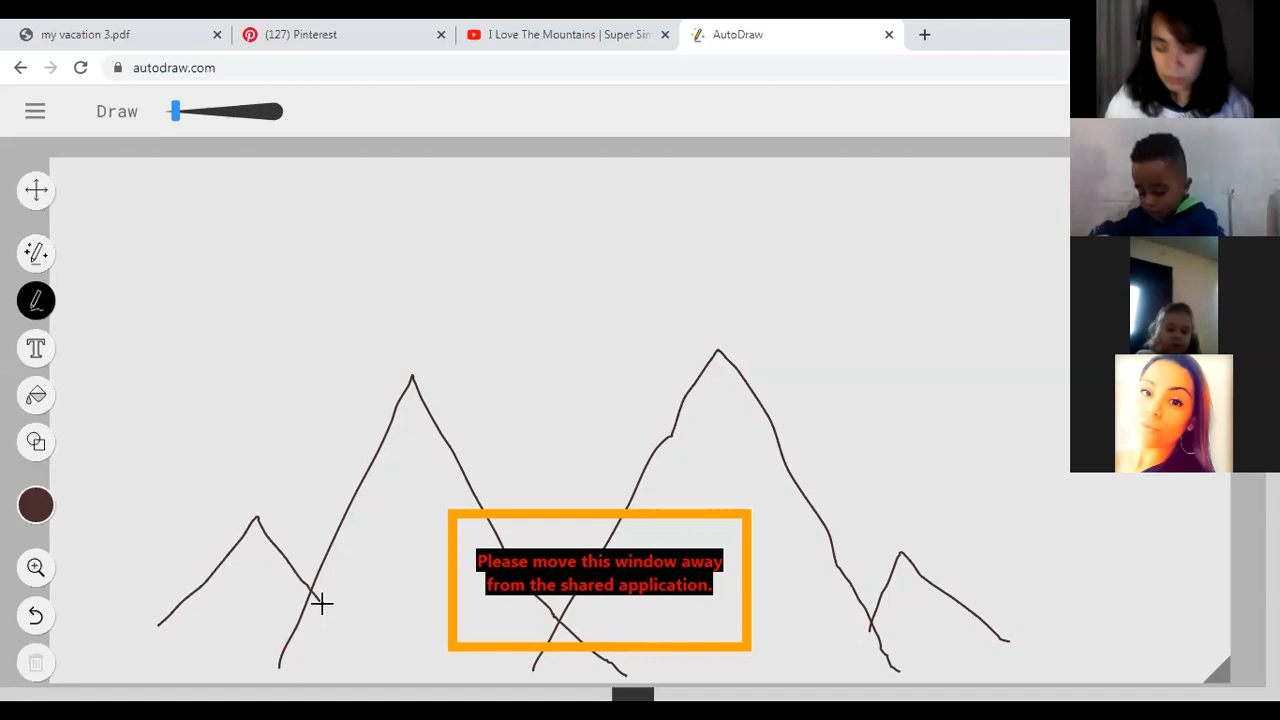 my vacation 3.pdf
(127) Pinterest
I Love The Mountains | Super Sim
AutoDraw
autodraw.com
Draw
T
Please move this window away
from the shared application.